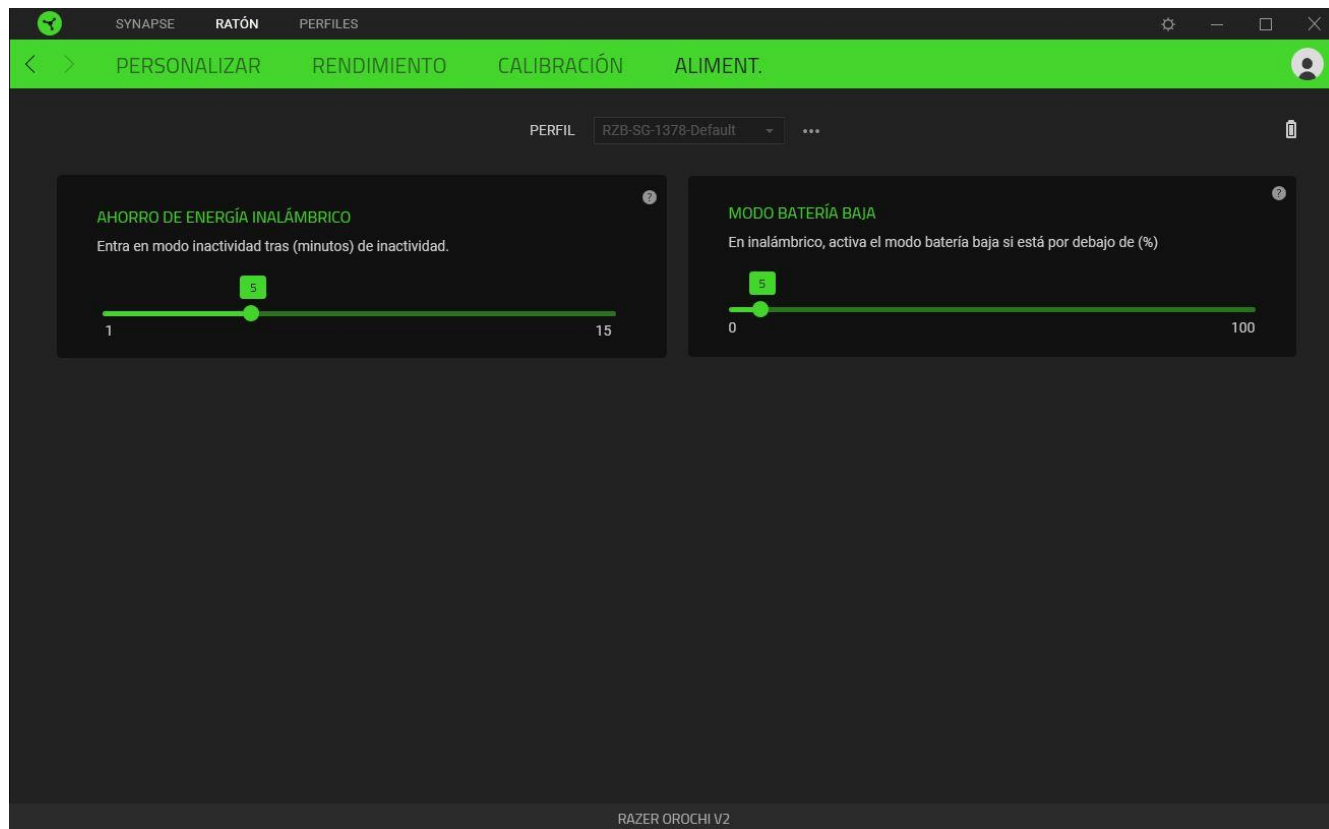 SYNAPSE RATÓN PERFILES
PERSONALIZAR RENDIMIENTO CALIBRACIÓN ALIMENT.
PERFIL RZB-SG-1378-Default
AHORRO DE ENERGÍA INALÁMBRICO
Entra en modo inactividad tras (minutos) de inactividad.
5
1 15
MODO BATERÍA BAJA
En inalámbrico, activa el modo batería baja si está por debajo de (%)
5
0 100
RAZER OROCHI V2